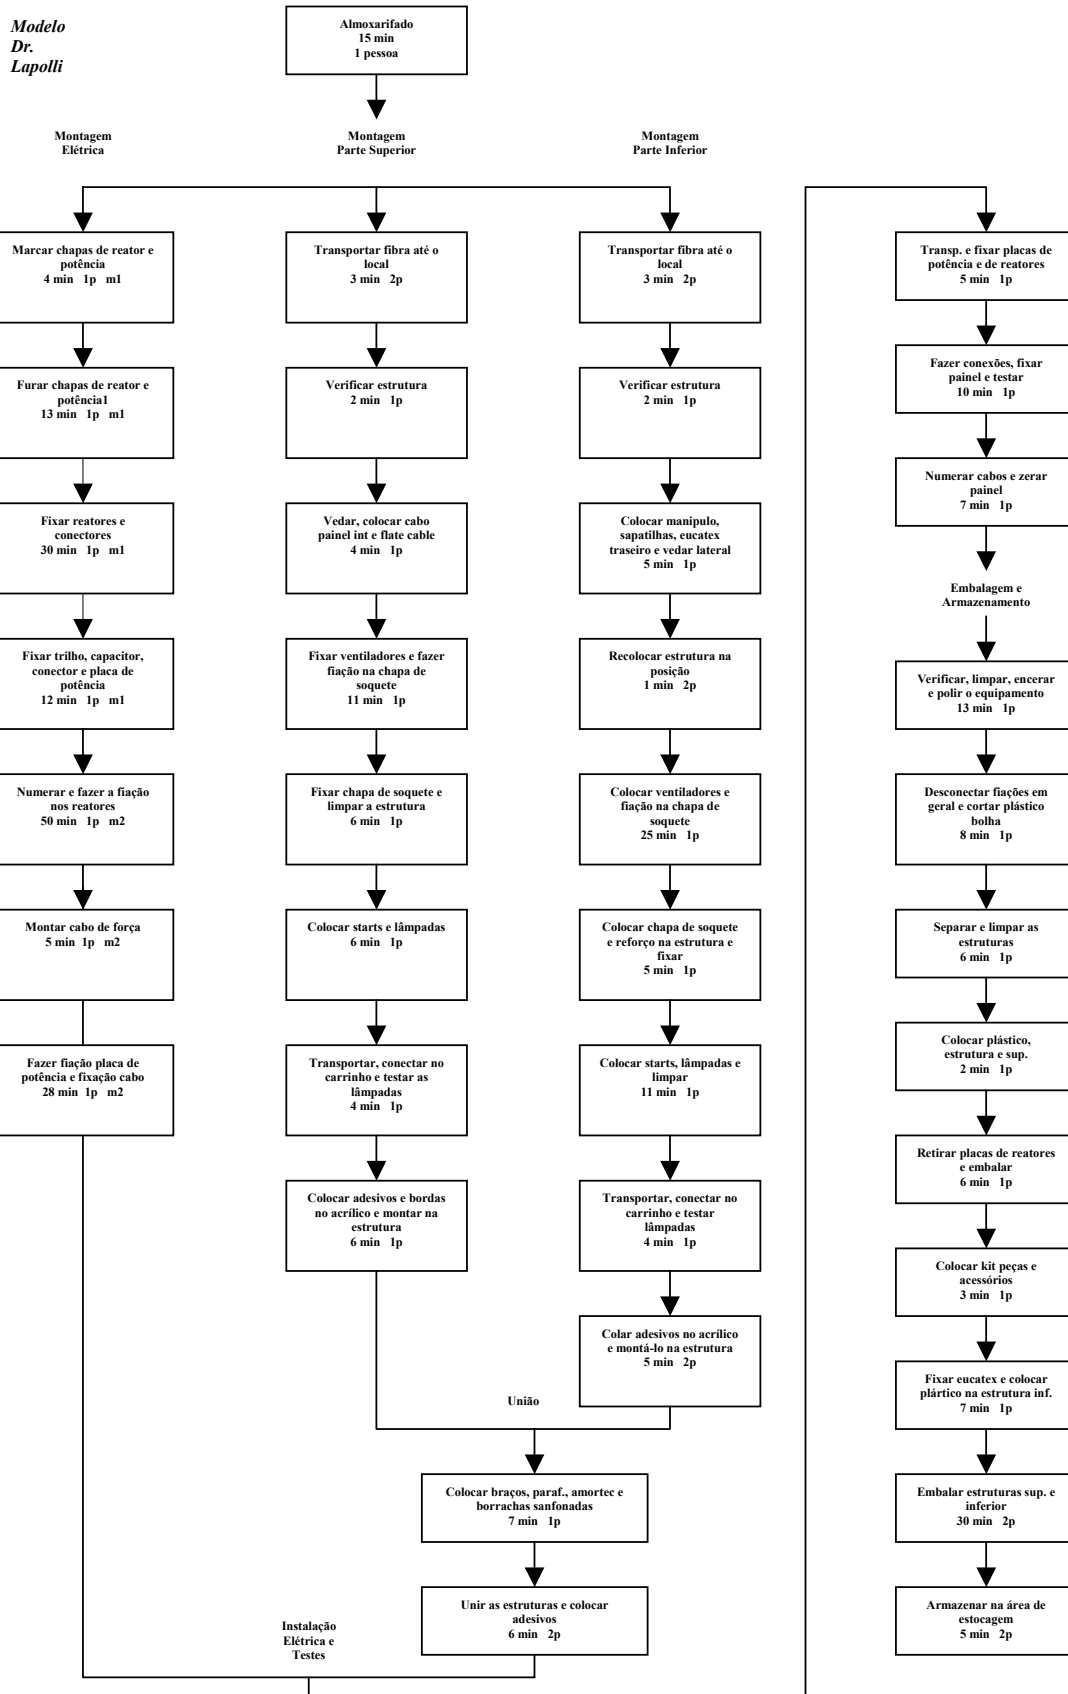 Modelo
Dr.
Lapolli
Almoxarifado
15 min
1 pessoa
Montagem
Elétrica
Montagem
Parte Superior
Montagem
Parte Inferior
Marcar chapas de reator e
potência
4 min 1p m1
Furar chapas de reator e
potência1
13 min 1p m1
Fixar reatores e
conectores
30 min 1p m1
Fixar trilho, capacitor,
conector e placa de
potência
12 min 1p m1
Numerar e fazer a fiação
nos reatores
50 min 1p m2
Montar cabo de força
5 min 1p m2
Fazer fiação placa de
potência e fixação cabo
28 min 1p m2
Transportar fibra até o
local
3 min 2p
Verificar estrutura
2 min 1p
Vedar, colocar cabo
painel int e flate cable
4 min 1p
Fixar ventiladores e fazer
fiação na chapa de
soquete
11 min 1p
Fixar chapa de soquete e
limpar a estrutura
6 min 1p
Colocar starts e lâmpadas
6 min 1p
Transportar, conectar no
carrinho e testar as
lâmpadas
4 min 1p
Colocar adesivos e bordas
no acrílico e montar na
estrutura
6 min 1p
Transportar fibra até o
local
3 min 2p
Verificar estrutura
2 min 1p
Colocar manipulo,
sapatilhas, eucatex
traseiro e vedar lateral
5 min 1p
Recolocar estrutura na
posição
1 min 2p
Colocar ventiladores e
fiação na chapa de
soquete
25 min 1p
Colocar chapa de soquete
e reforço na estrutura e
fixar
5 min 1p
Colocar starts, lâmpadas e
limpar
11 min 1p
Transportar, conectar no
carrinho e testar
lâmpadas
4 min 1p
Colar adesivos no acrílico
e montá-lo na estrutura
5 min 2p
União
Colocar braços, paraf., amortec e
borrachas sanfonadas
7 min 1p
Unir as estruturas e colocar
adesivos
6 min 2p
Instalação
Elétrica e
Testes
Transp. e fixar placas de
potência e de reatores
5 min 1p
Fazer conexões, fixar
painel e testar
10 min 1p
Numerar cabos e zerar
painel
7 min 1p
Embalagem e
Armazenamento
Verificar, limpar, encerar
e polir o equipamento
13 min 1p
Desconectar fiações em
geral e cortar plástico
bolha
8 min 1p
Separar e limpar as
estruturas
6 min 1p
Colocar plástico,
estrutura e sup.
2 min 1p
Retirar placas de reatores
e embalar
6 min 1p
Colocar kit peças e
acessórios
3 min 1p
Fixar eucatex e colocar
plártico na estrutura inf.
7 min 1p
Embalar estruturas sup. e
inferior
30 min 2p
Armazenar na área de
estocagem
5 min 2p